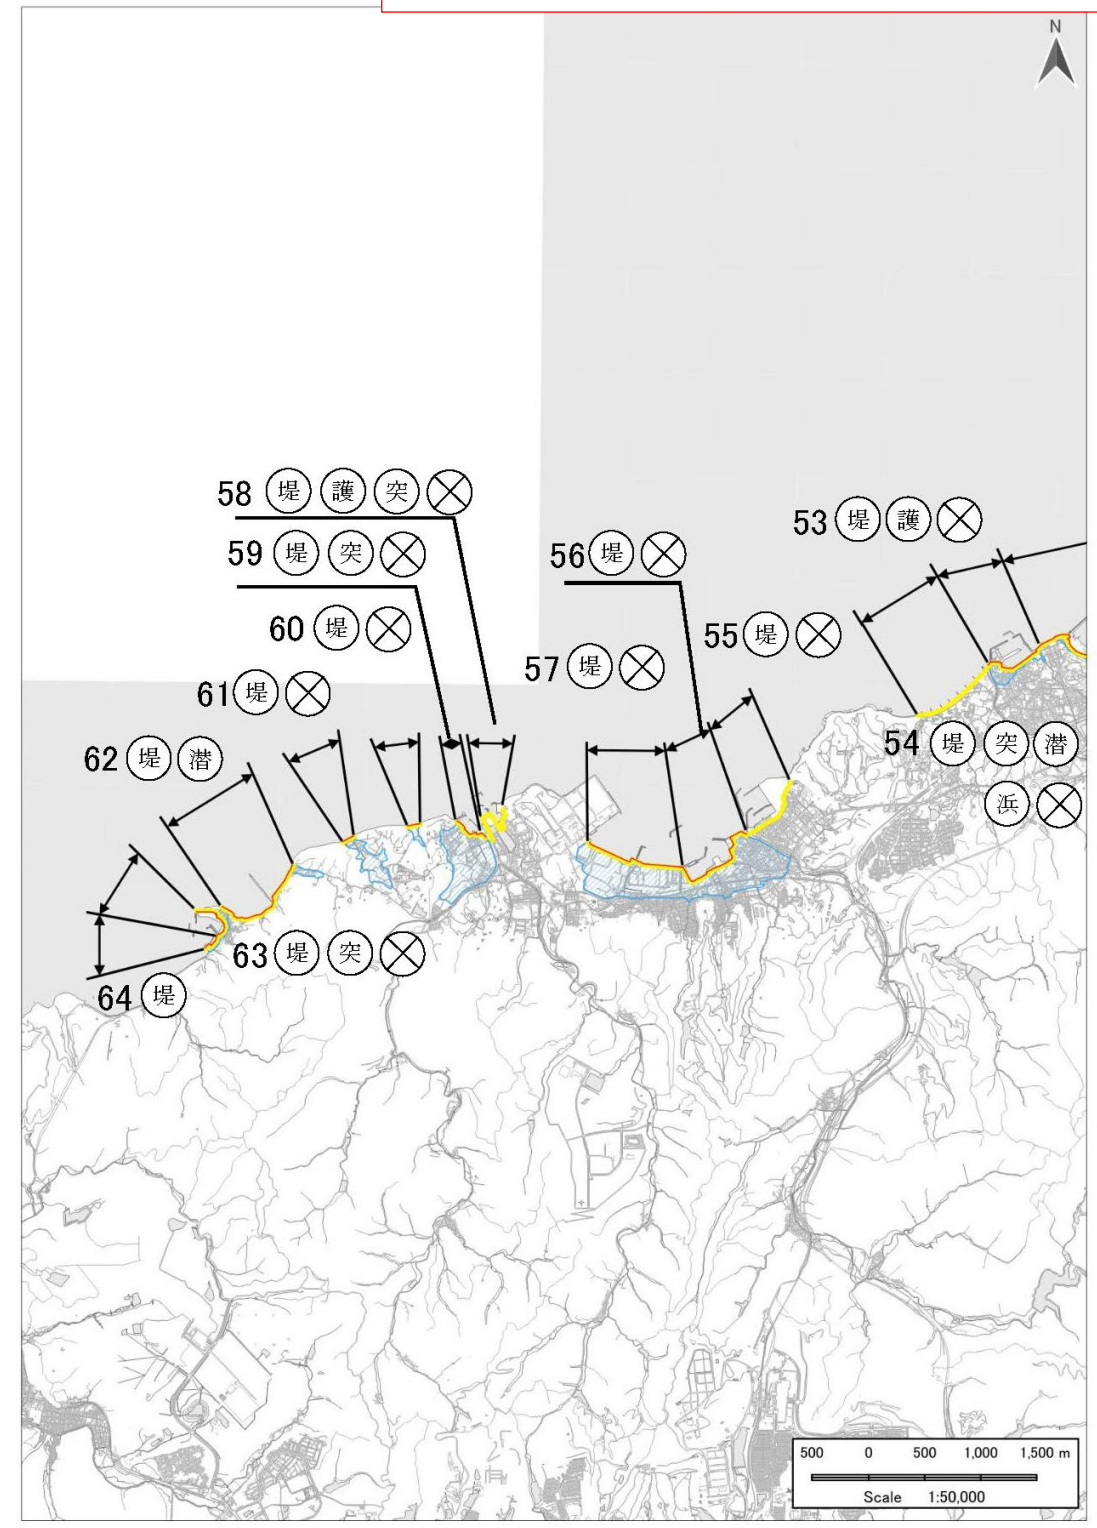 N
58 堤 護 突
53 堤 護
59 堤 突
56 堤
60 堤
55 堤
57 堤
61 堤
54 堤 突 潜
浜
62 堤 潜
63 堤 突
64 堤
500 0 500 1,000 1,500 m
Scale 1:50,000